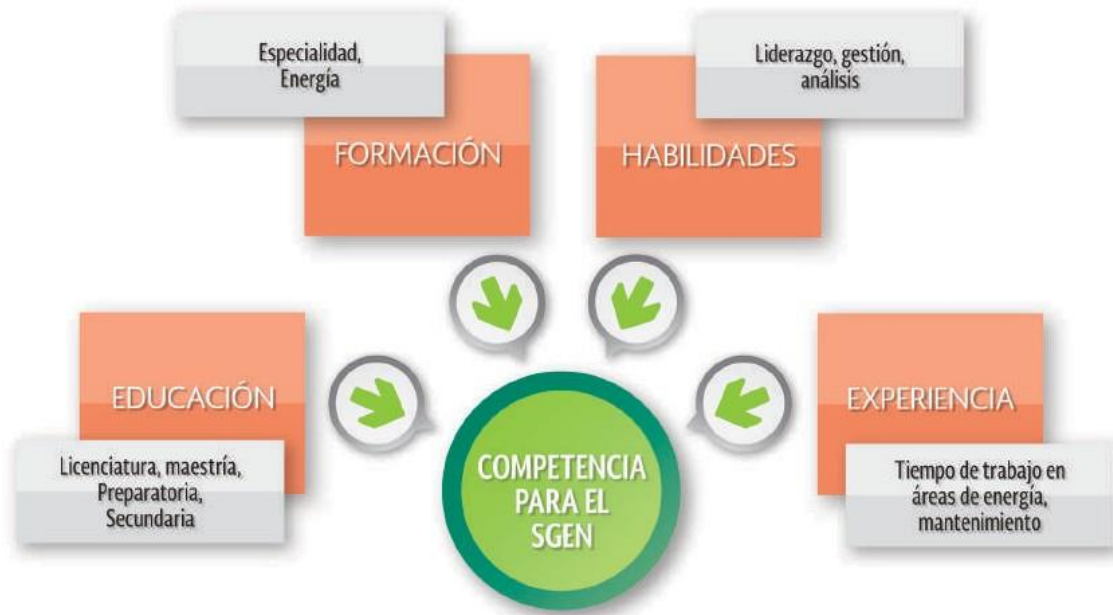 Especialidad,
Energía
FORMACIÓN
Liderazgo, gestión,
análisis
HABILIDADES
EDUCACIÓN
Licenciatura, maestría,
Preparatoria,
Secundaria
EXPERIENCIA
Tiempo de trabajo en
áreas de energía,
mantenimiento
COMPETENCIA
PARA EL
SGEN